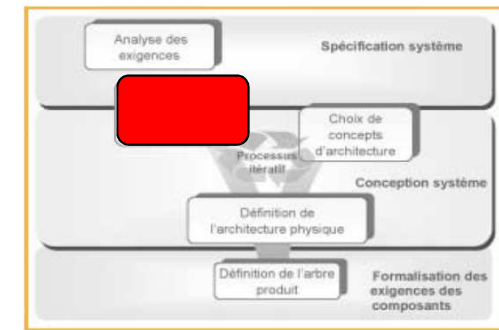 Analyse des
exigences
Spécification système
Choix de
concepts
d'architecture
Processus
itératif
Conception système
Définition de
l'architecture physique
Définition de l'arbre
produit
Formalisation des
exigences des
composants